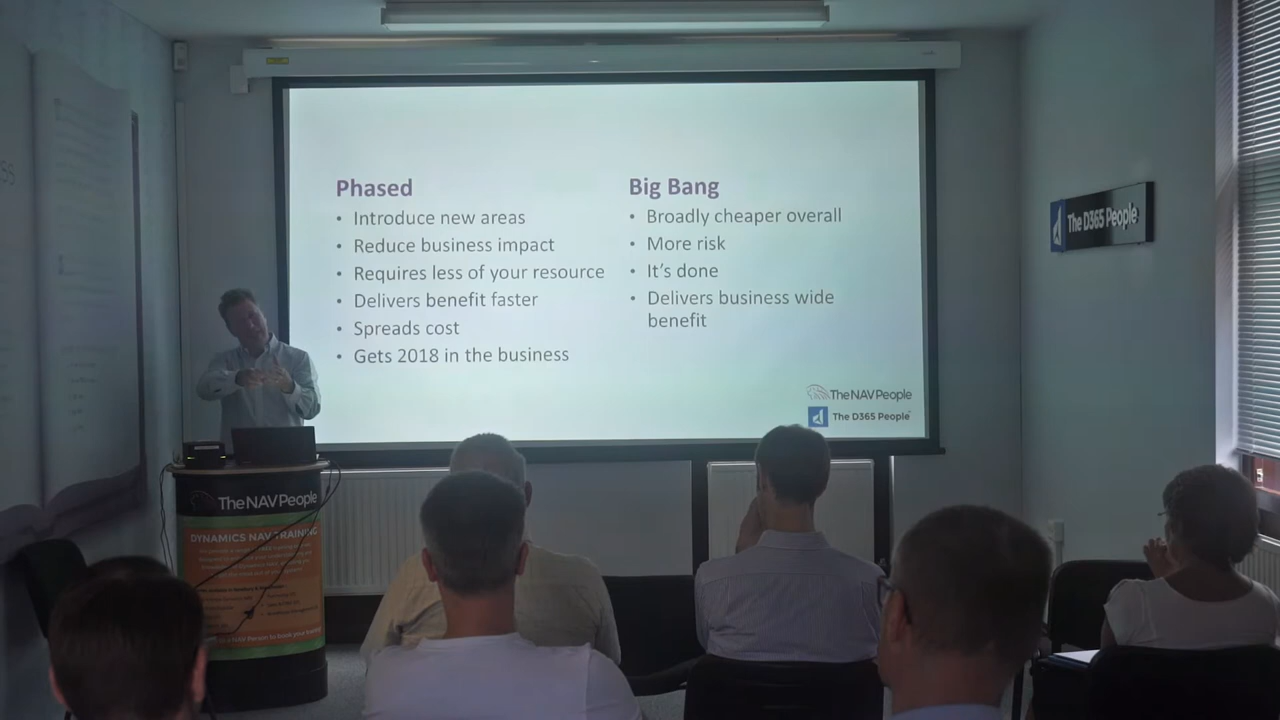 Phased
• Introduce new areas
• Reduce business impact
• Requires less of your resource
• Delivers benefit faster
• Spreads cost
• Gets 2018 in the business
Big Bang
• Broadly cheaper overall
• More risk
• It's done
• Delivers business wide
benefit
TheNAVPeople
The D365 People
The D365 People
TheNAVPeople
DYNAMICS NAV TRAINING